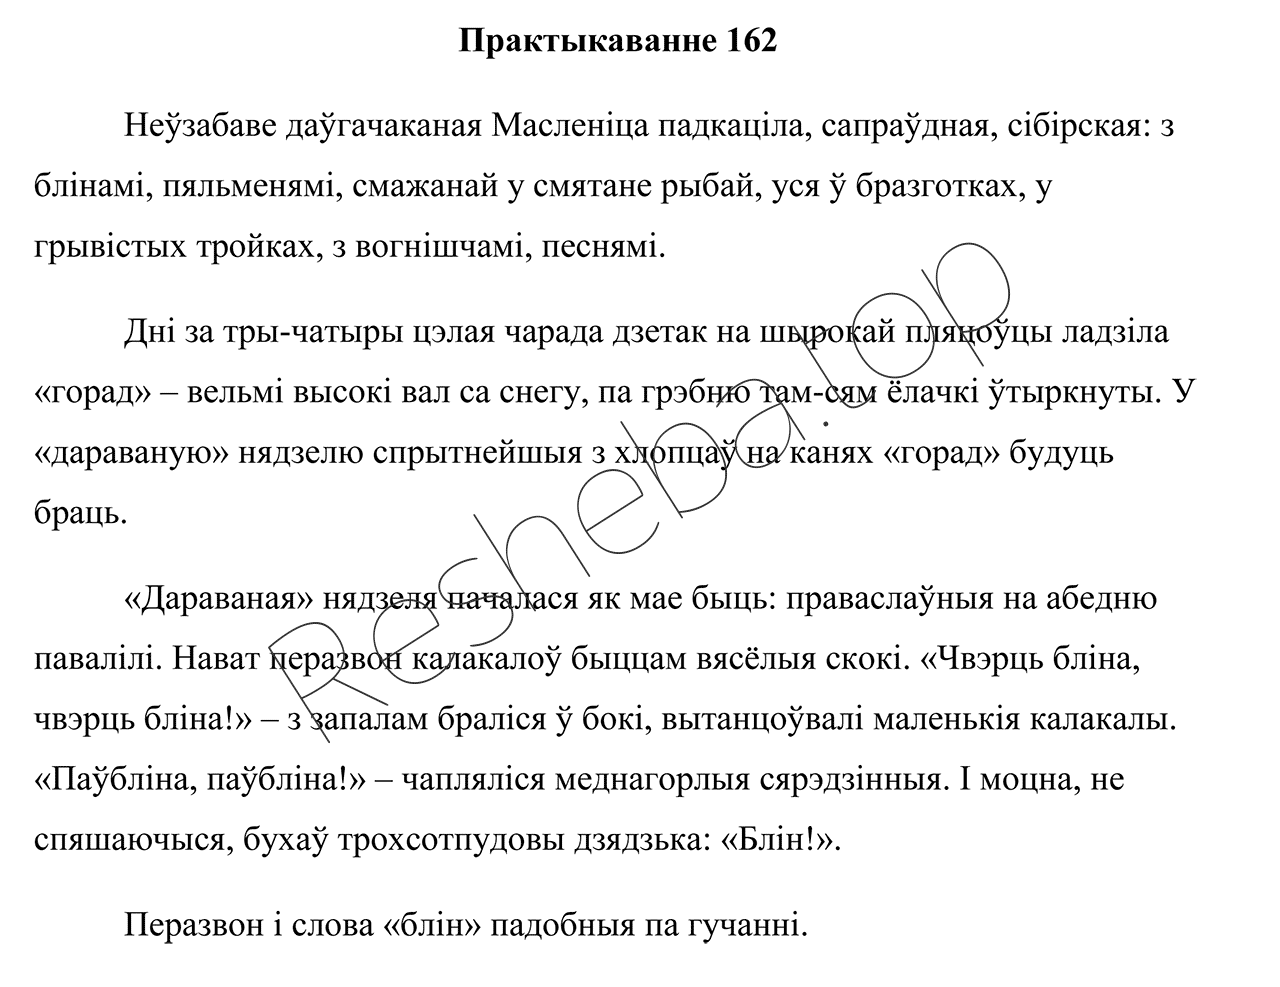 Практыкаванне 162
Неўзабаве даўгачаканая Масленіца падкаціла, сапраўдная, сібірская: з
блінамі, пяльменямі, смажанай у смятане рыбай, уся ў бразготках, у
грывістых тройках, з вогнішчамі, песнямі.
Дні за тры-чатыры цэлая чарада дзетак на шырокай пляцоўцы ладзіла
«горад» – вельмі высокі вал са снегу, па грэбню там-сям ёлачкі ўтыркнуты. У
«дараваную» нядзелю спрытнейшыя з хлопцаў на канях «горад» будуць
браць.
«Дараваная» нядзеля пачалася як мае быць: праваслаўныя на абедню
павалілі. Нават перазвон калакалоў быццам вясёлыя скокі. «Чвэрць бліна,
чвэрць бліна!» – з запалам браліся ў бокі, вытанцоўвалі маленькія калакалы.
«Паўбліна, паўбліна!» – чапляліся меднагорлыя сярэдзінныя. І моцна, не
спяшаючыся, бухаў трохсотпудовы дзядзька: «Блін!».
Перазвон і слова «блін» падобныя па гучанні.
Resheba.top